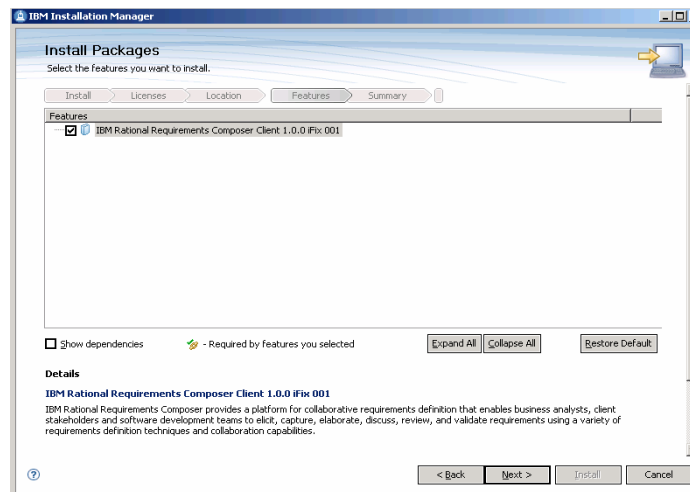 IBM Installation Manager
Install Packages
Select the features you want to install.
Install Licenses Location Features Summary
Features
IBM Rational Requirements Composer Client 1.0.0 iFix 001
Show dependencies - Required by features you selected Expand All Collapse All Restore Default
Details
IBM Rational Requirements Composer Client 1.0.0 iFix 001
IBM Rational Requirements Composer provides a platform for collaborative requirements definition that enables business analysts, client
stakeholders and software development teams to elicit, capture, elaborate, discuss, review, and validate requirements using a variety of
requirements definition techniques and collaboration capabilities.
? < Back Next > Install Cancel